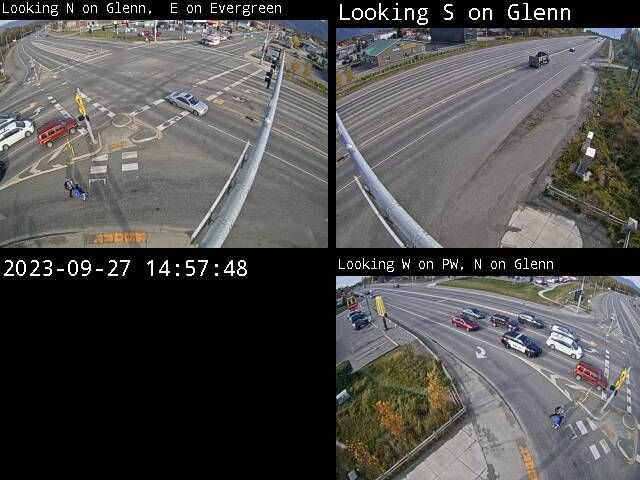 Looking N on Glenn, E on Evergreen
Looking S on Glenn
2023-09-27 14:57:48
Looking W on PW, N on Glenn